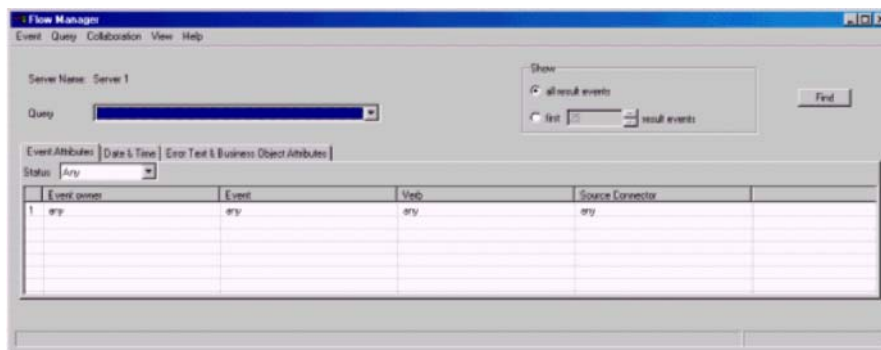 Flow Manager
Event Query Collaboration View Help
Server Name: Server 1
Query
Show
all result events
first 25 result events
Find
Event Attributes Date & Time Error Text & Business Object Attributes
Status Any
Event owner Event Verb Source Connector
1 any any any any